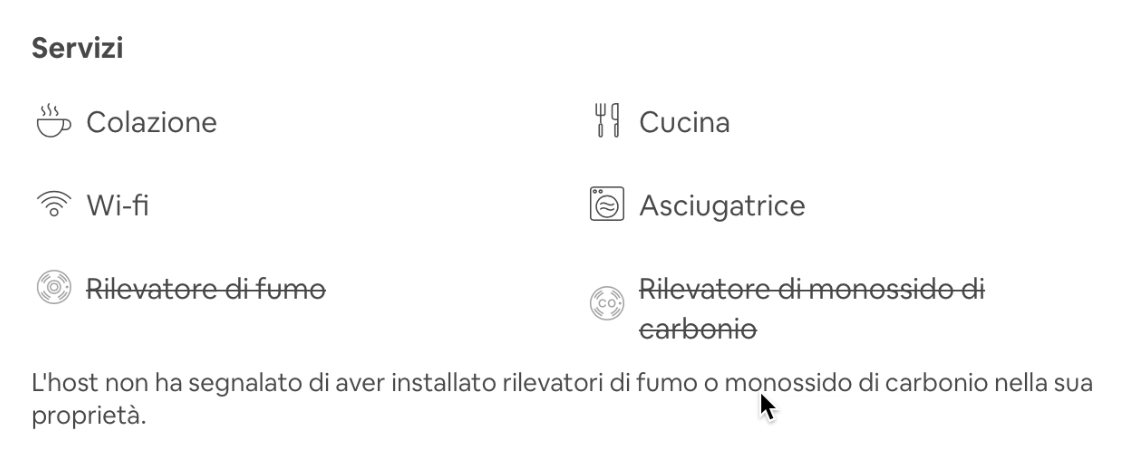 Servizi
Colazione
Cucina
Wi-fi
Asciugatrice
Rilevatore di fumo
Rilevatore di monossido di
carbonio
CO
L'host non ha segnalato di aver installato rilevatori di fumo o monossido di carbonio nella sua
proprietà.